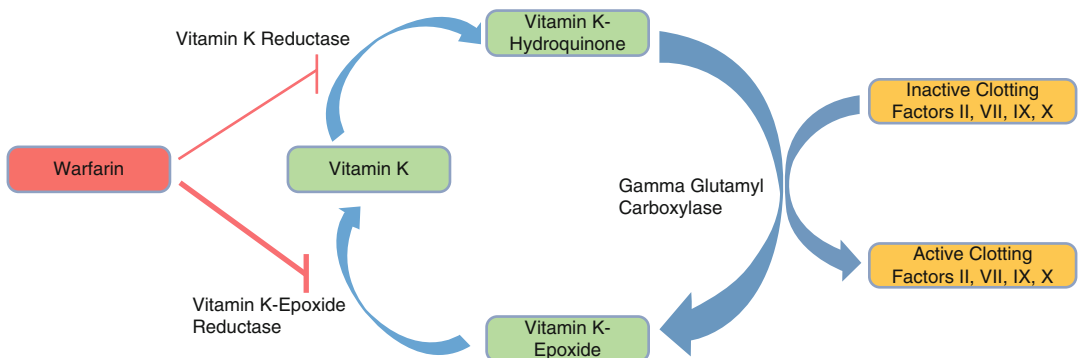 Vitamin K Reductase
Vitamin K-
Hydroquinone
Inactive Clotting
Factors II, VII, IX, X
Warfarin
Vitamin K
Gamma Glutamyl
Carboxylase
Active Clotting
Factors II, VII, IX, X
Vitamin K-Epoxide
Reductase
Vitamin K-
Epoxide